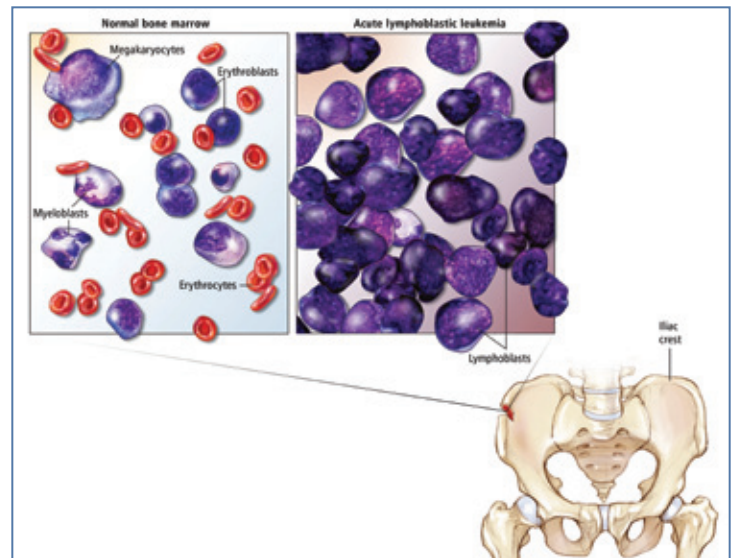 Normal bone marrow
Acute lymphoblastic leukemia
Megakaryocytes
Erythroblasts
Myeloblasts
Erythrocytes
Lymphoblasts
Iliac
crest